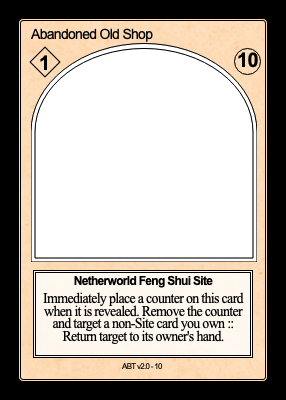 Abandoned Old Shop
1
10
Netherworld Feng Shui Site
Immediately place a counter on this card
when it is revealed. Remove the counter
and target a non-Site card you own ::
Return target to its owner's hand.
ABT v2.0 - 10